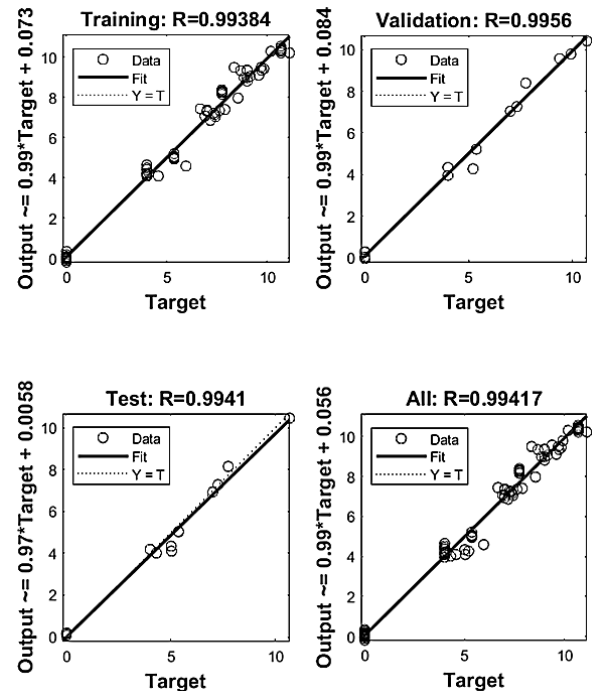 Training: R=0.99384
Output ~= 0.99*Target + 0.073
Data
Fit
Y = T
10
8
6
4
2
0
5
10
Target
Validation: R=0.9956
Output ~= 0.99*Target + 0.084
Data
Fit
Y = T
10
8
6
4
2
0
0
5
10
Target
Test: R=0.9941
Output ~= 0.97*Target + 0.0058
Data
Fit
Y = T
10
8
6
4
2
0
0
5
10
Target
All: R=0.99417
Output ~= 0.99*Target + 0.056
Data
Fit
Y = T
10
8
6
4
2
0
0
5
10
Target